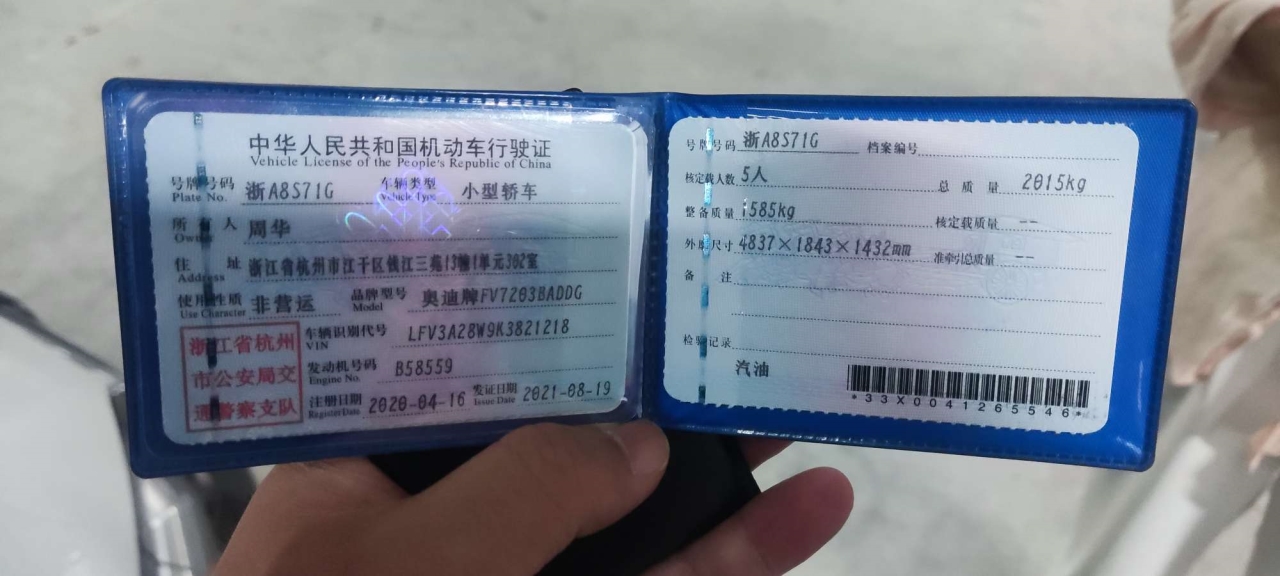 中华人民共和国机动车行驶证
Vehicle License of the People's Republic of China
号牌号码 浙A8S71G 车辆类型 小型轿车
Plate No. Vehicle Type
所有人 周华
Owner
住址 浙江省杭州市江干区钱江三苑13幢1单元302室
Address
使用性质 非营运 品牌型号 奥迪牌FV7203BADDG
Use Character Model
浙江省杭州
市公安局交
通警察支队
车辆识别代号 LFV3A28W9K3821218
VIN
发动机号码 B58559
Engine No.
注册日期 2020-04-16 发证日期 2021-08-19
Register Date Issue Date
号牌号码 浙A8S71G 档案编号
核定载人数 5人 总质量 2015kg
整备质量 1585kg 核定载质量 --
外廓尺寸 4837×1843×1432mm 准牵引总质量 --
备注
检验记录
汽油
*33X0041265546*